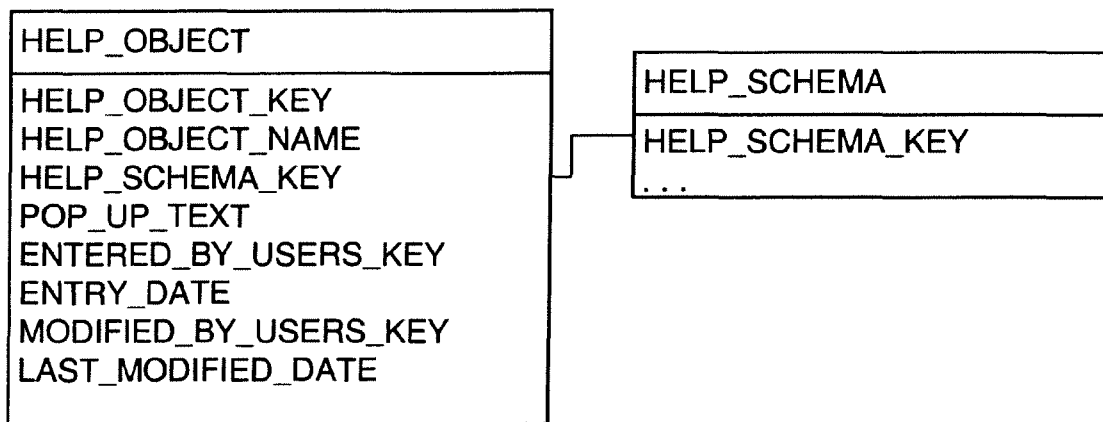 HELP_OBJECT
HELP_OBJECT_KEY
HELP_OBJECT_NAME
HELP_SCHEMA_KEY
POP_UP_TEXT
ENTERED_BY_USERS_KEY
ENTRY_DATE
MODIFIED_BY_USERS_KEY
LAST_MODIFIED_DATE
HELP_SCHEMA
HELP_SCHEMA_KEY
. . .